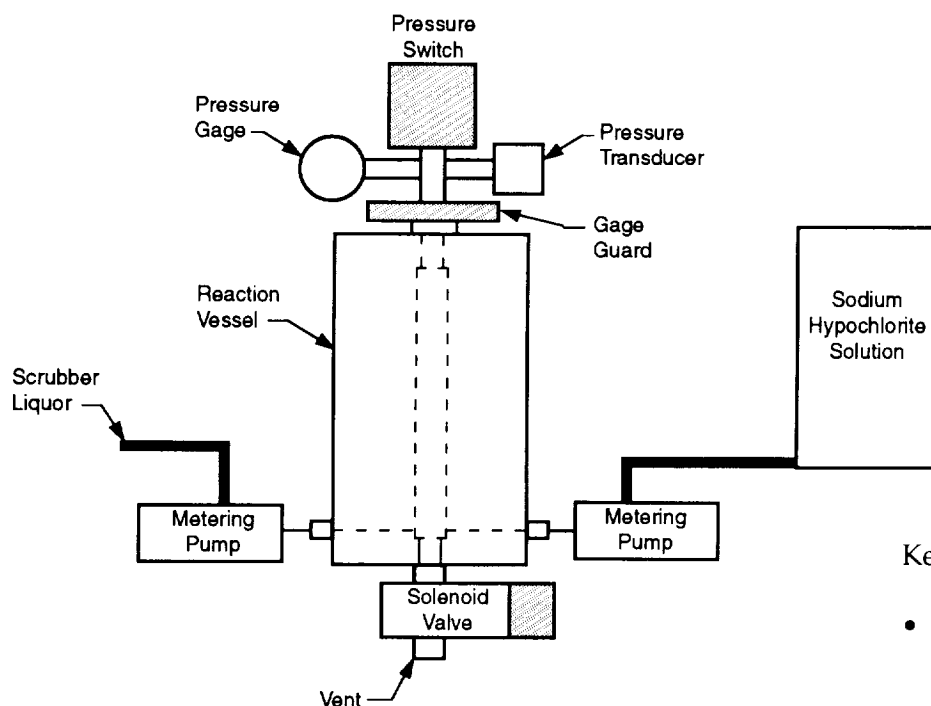 Pressure
Switch
Pressure
Gage
Pressure
Transducer
Gage
Guard
Reaction
Vessel
Sodium
Hypochlorite
Solution
Scrubber
Liquor
Metering
Pump
Metering
Pump
Solenoid
Valve
Vent
Ke
•